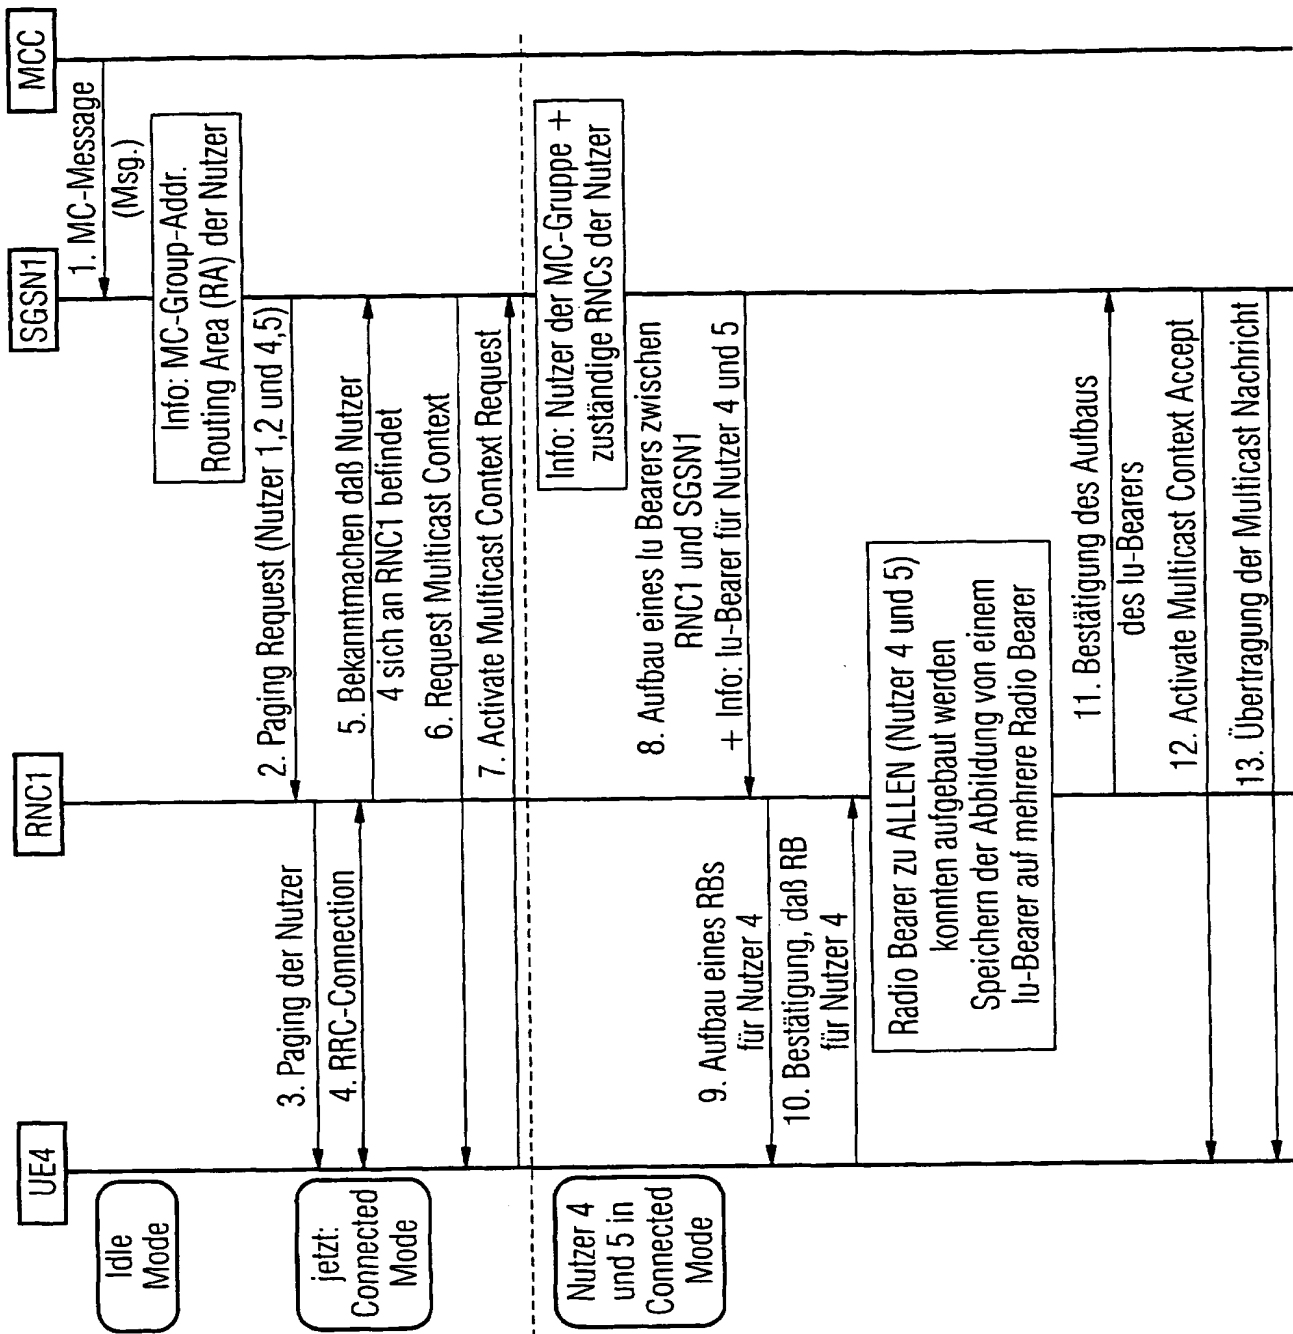 UE4
RNC1
SGSN1
MCC
Idle
Mode
1. MC-Message
(Msg.)
Info: MC-Group-Addr.
Routing Area (RA) der Nutzer
2. Paging Request (Nutzer 1,2 und 4,5)
3. Paging der Nutzer
4. RRC-Connection
jetzt:
Connected
Mode
5. Bekanntmachen daß Nutzer
4 sich an RNC1 befindet
6. Request Multicast Context
7. Activate Multicast Context Request
Nutzer 4
und 5 in
Connected
Mode
Info: Nutzer der MC-Gruppe +
zuständige RNCs der Nutzer
8. Aufbau eines Iu Bearers zwischen
RNC1 und SGSN1
+ Info: Iu-Bearer für Nutzer 4 und 5
9. Aufbau eines RBs
für Nutzer 4
10. Bestätigung, daß RB
für Nutzer 4
Radio Bearer zu ALLEN (Nutzer 4 und 5)
konnten aufgebaut werden
Speichern der Abbildung von einem
Iu-Bearer auf mehrere Radio Bearer
11. Bestätigung des Aufbaus
des Iu-Bearers
12. Activate Multicast Context Accept
13. Übertragung der Multicast Nachricht